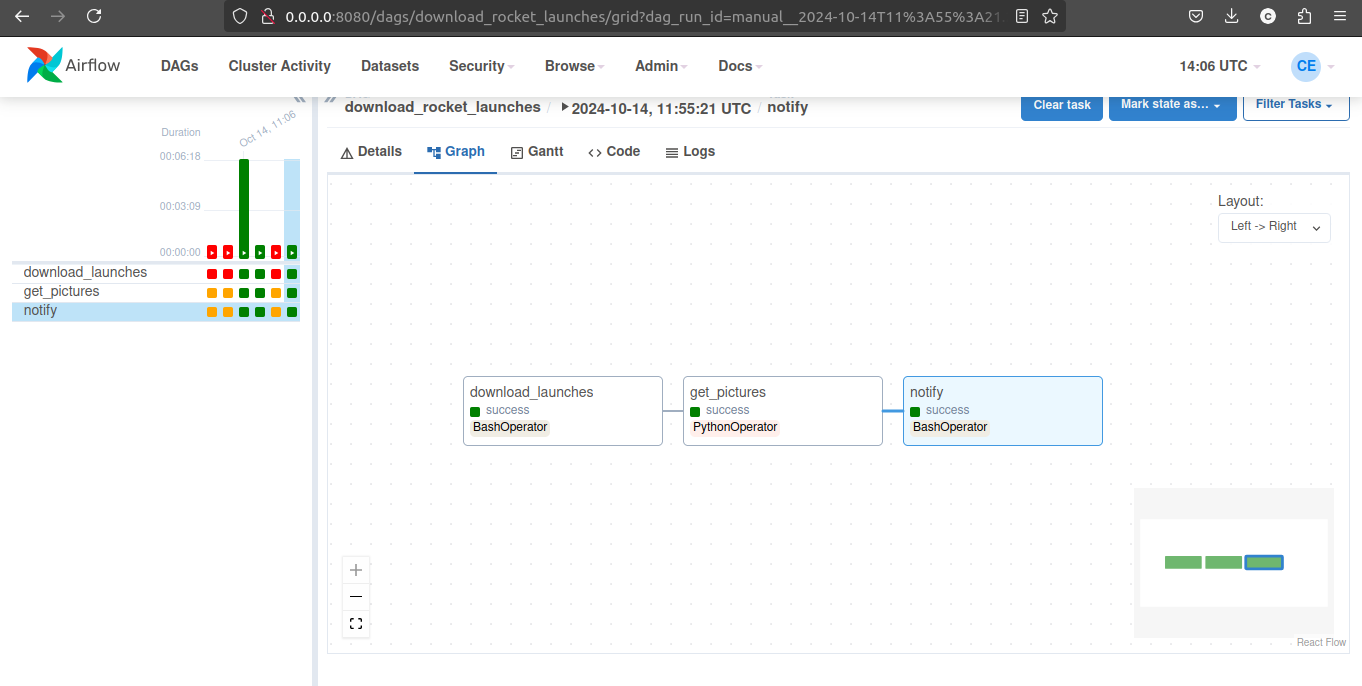 0.0.0.0:8080/dags/download_rocket_launches/grid?dag_run_id=manual__2024-10-14T11%3A55%3A21
C
Airflow
DAGs
Cluster Activity
Datasets
Security
Browse
Admin
Docs
14:06 UTC
CE
download_rocket_launches / 2024-10-14, 11:55:21 UTC / notify
Clear task
Mark state as…
Filter Tasks
Details
Graph
Gantt
Code
Logs
Oct 14, 11:06
Duration
00:06:18
00:03:09
00:00:00
download_launches
get_pictures
notify
Layout:
Left -> Right
download_launches
success
BashOperator
get_pictures
success
PythonOperator
notify
success
BashOperator
React Flow